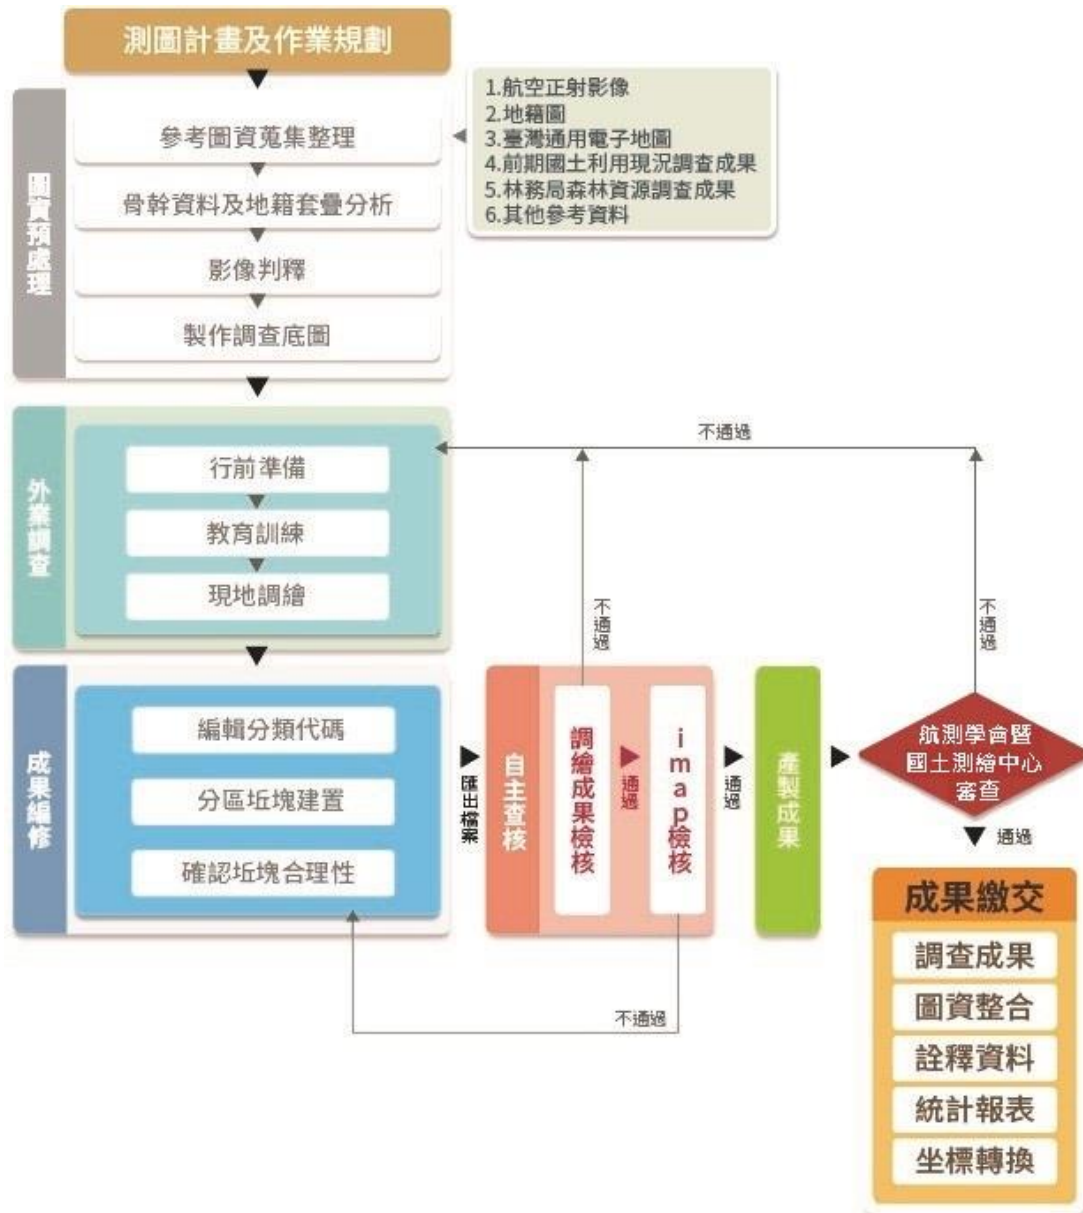 測圖計畫及作業規劃
圖資預處理
參考圖資蒐集整理
1.航空正射影像
2.地籍圖
3.臺灣通用電子地圖
4.前期國土利用現況調查成果
5.林務局森林資源調查成果
6.其他參考資料
骨幹資料及地籍套疊分析
影像判釋
製作調查底圖
外業調查
行前準備
教育訓練
現地調繪
不通過
不通過
不通過
成果編修
編輯分類代碼
分區坵塊建置
確認坵塊合理性
匯出檔案
自主查核
調繪成果檢核
通過
imap檢核
通過
不通過
產製成果
航測學會暨
國土測繪中心
審查
通過
成果繳交
調查成果
圖資整合
詮釋資料
統計報表
坐標轉換